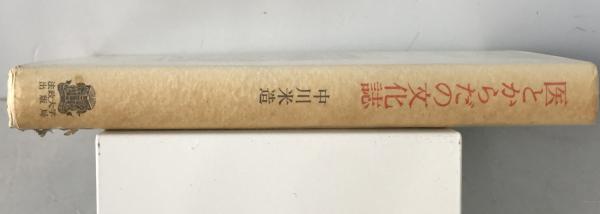 医とからだの文化誌
中川米造
法政大学
出版局